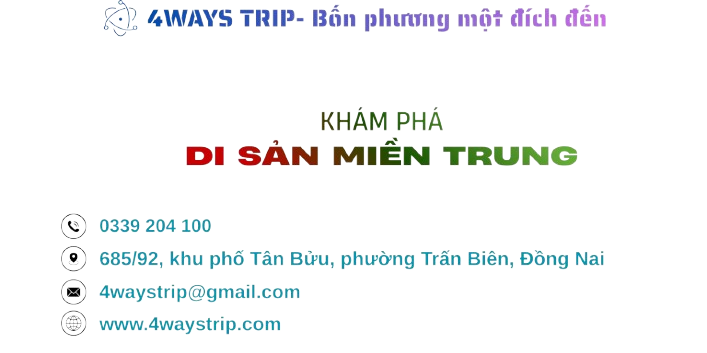 4WAYS TRIP- Bốn phương một đích đến
KHÁM PHÁ
DI SẢN MIỀN TRUNG
0339 204 100
685/92, khu phố Tân Bửu, phường Trấn Biên, Đồng Nai
4waystrip@gmail.com
www.4waystrip.com